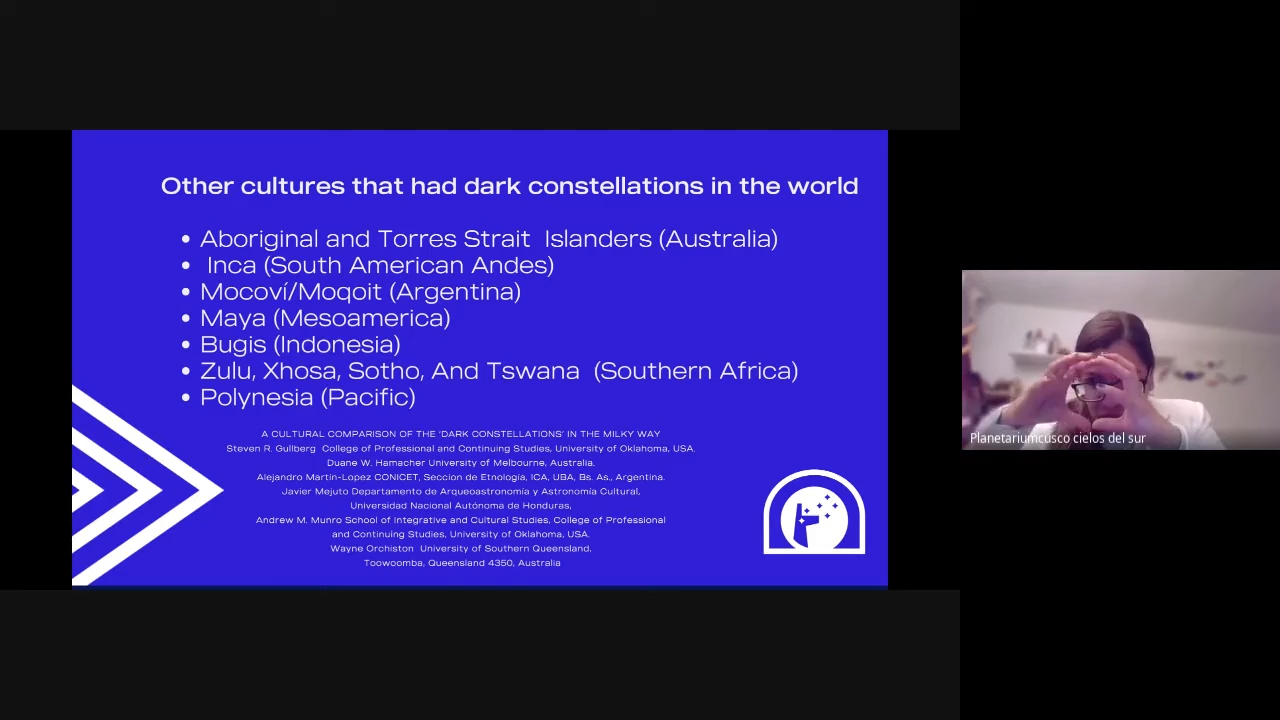 Other cultures that had dark constellations in the world
• Aboriginal and Torres Strait Islanders (Australia)
• Inca (South American Andes)
• Mocoví/Moqoit (Argentina)
• Maya (Mesoamerica)
• Bugis (Indonesia)
• Zulu, Xhosa, Sotho, And Tswana (Southern Africa)
• Polynesia (Pacific)
A CULTURAL COMPARISON OF THE 'DARK CONSTELLATIONS' IN THE MILKY WAY
Steven R. Gullberg College of Professional and Continuing Studies, University of Oklahoma, USA.
Duane W. Hamacher University of Melbourne, Australia.
Alejandro Martin-Lopez CONICET, Seccion de Etnologia, ICA, UBA, Bs. As., Argentina.
Javier Mejuto Departamento de Arqueoastronomía y Astronomía Cultural,
Universidad Nacional Autónoma de Honduras,
Andrew M. Munro School of Integrative and Cultural Studies, College of Professional
and Continuing Studies, University of Oklahoma, USA.
Wayne Orchiston University of Southern Queensland,
Toowoomba, Queensland 4350, Australia
Planetariumcusco cielos del sur